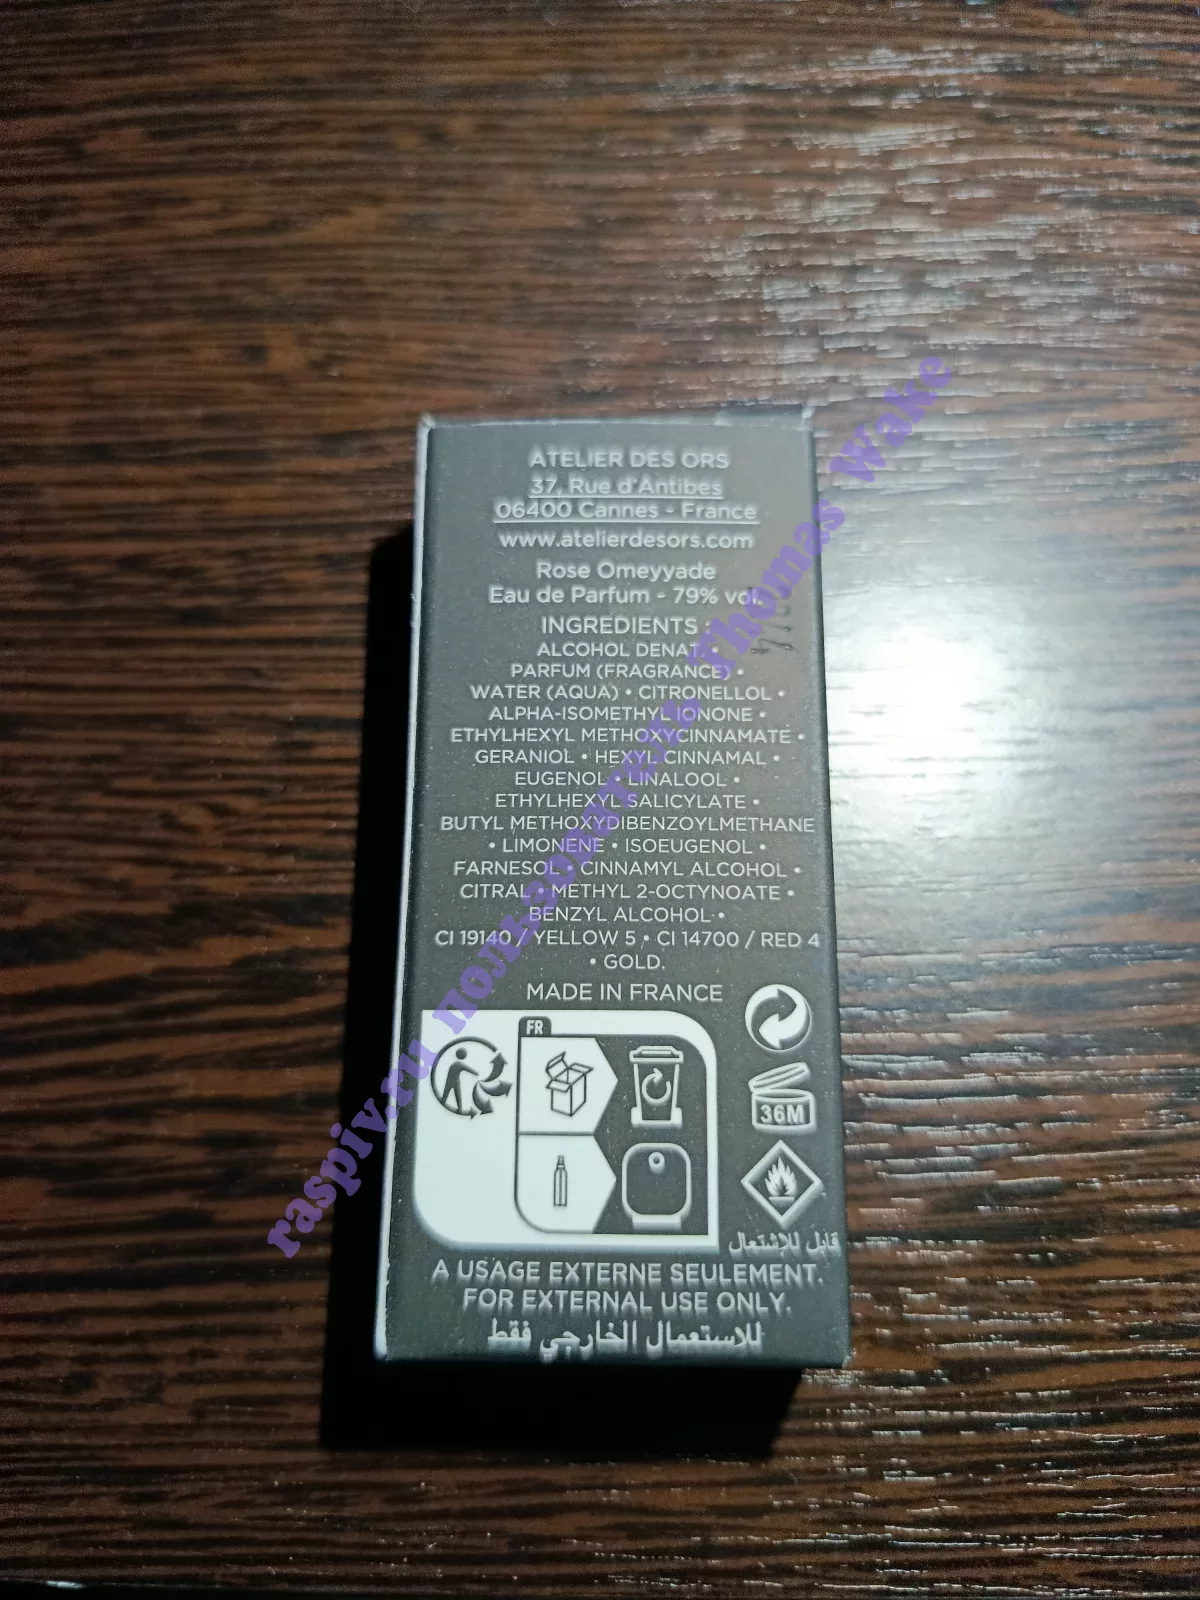 ATELIER DES ORS
37, Rue d'Antibes
06400 Cannes - France
www.atelierdesors.com
Rose Omeyyade
Eau de Parfum - 79% vol.
INGREDIENTS :
ALCOHOL DENAT. •
PARFUM (FRAGRANCE) •
WATER (AQUA) • CITRONELLOL •
ALPHA-ISOMETHYL IONONE •
ETHYLHEXYL METHOXYCINNAMATE •
GERANIOL • HEXYL CINNAMAL •
EUGENOL • LINALOOL •
ETHYLHEXYL SALICYLATE •
BUTYL METHOXYDIBENZOYLMETHANE
• LIMONENE • ISOEUGENOL •
FARNESOL • CINNAMYL ALCOHOL •
CITRAL • METHYL 2-OCTYNOATE •
BENZYL ALCOHOL •
CI 19140 / YELLOW 5 • CI 14700 / RED 4
• GOLD.
MADE IN FRANCE
FR
36M
قابل للإشتعال
A USAGE EXTERNE SEULEMENT.
FOR EXTERNAL USE ONLY.
للاستعمال الخارجي فقط
raspiv.ru пользователь Thomas Wake